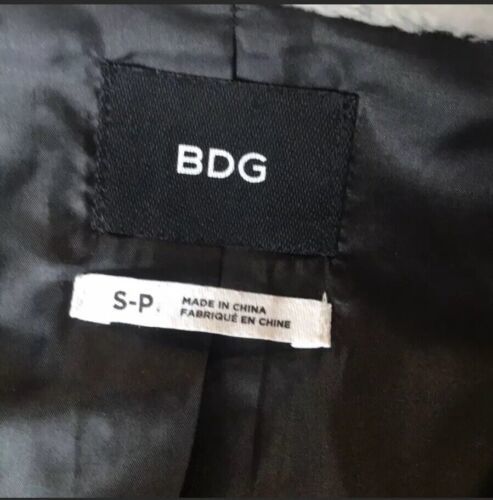 BDG
S-P
MADE IN CHINA
FABRIQUÉ EN CHINE